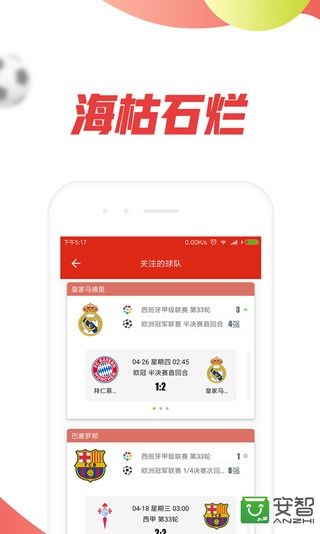 海枯石烂
下午5:17
0.00K/s
关注的球队
皇家马德里
西班牙甲级联赛 第33轮 3
欧洲冠军联赛 半决赛首回合 4强
04-26 星期四 02:45
欧冠 半决赛首回合
1:2
拜仁慕...
皇家马...
巴塞罗那
西班牙甲级联赛 第33轮
欧洲冠军联赛 1/4决赛次回... 8强
04-18 星期三 03:00
西甲 第33轮
2:2
安智
ANZHI